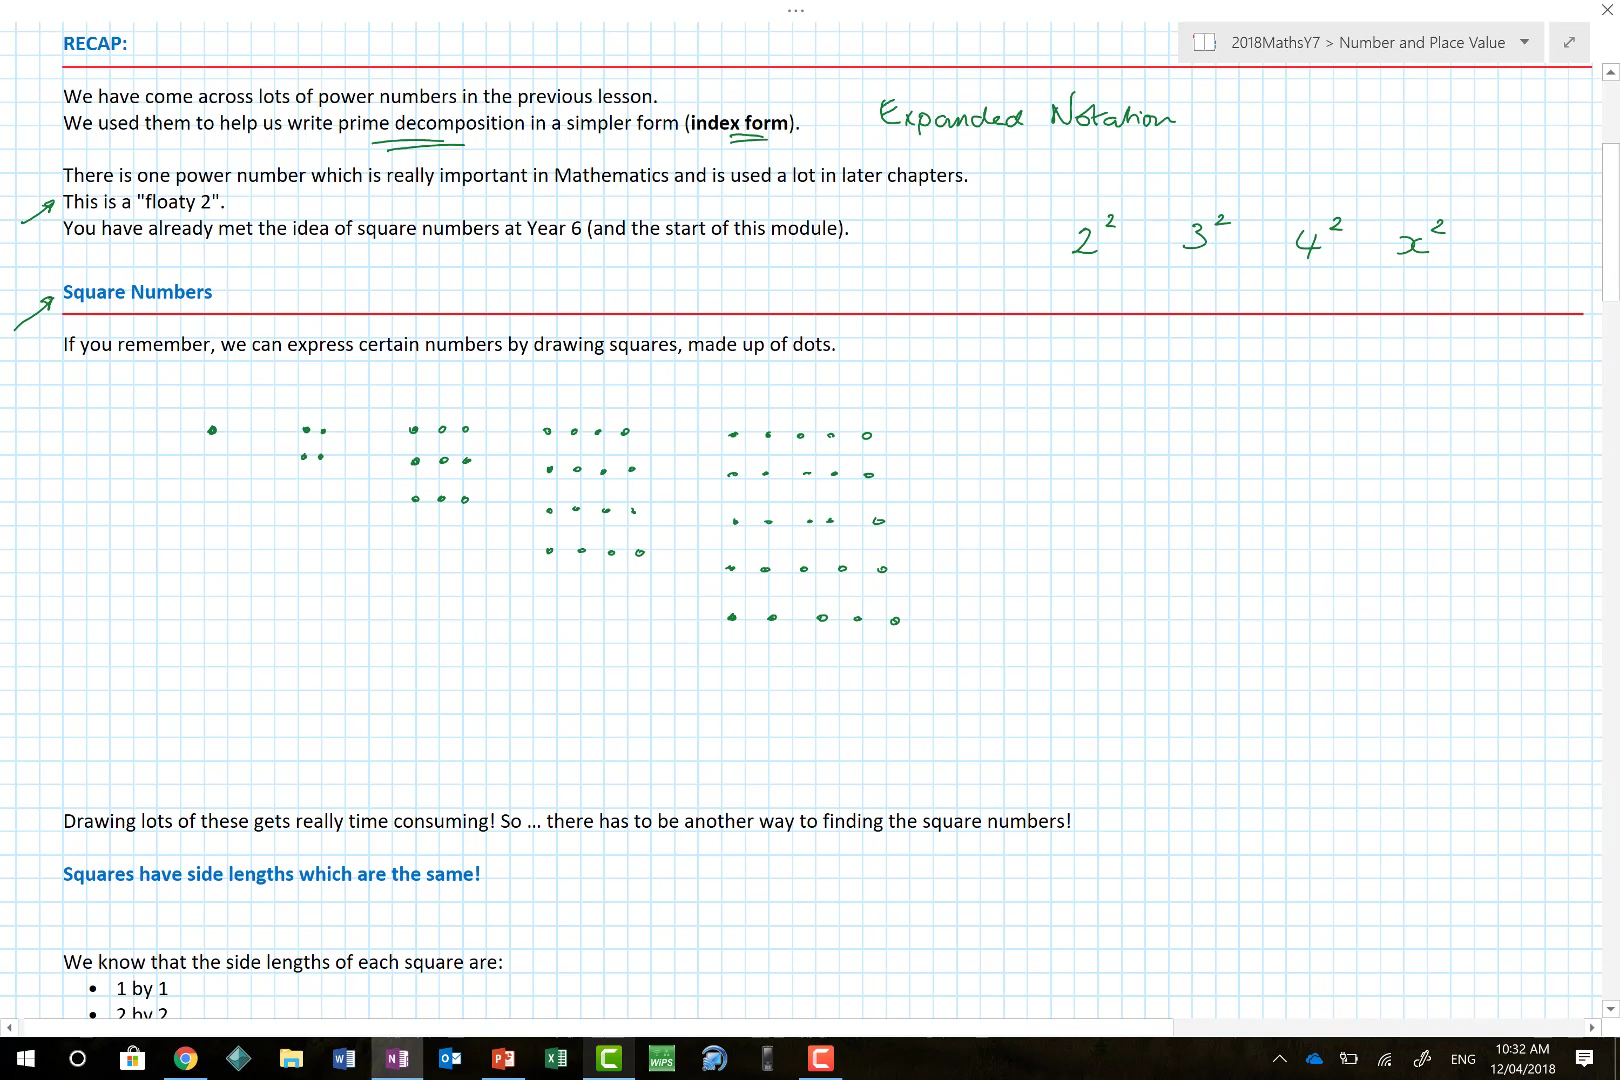 RECAP:
2018MathsY7 > Number and Place Value
We have come across lots of power numbers in the previous lesson.
We used them to help us write prime decomposition in a simpler form (index form).
Expanded Notation
There is one power number which is really important in Mathematics and is used a lot in later chapters.
This is a "floaty 2".
You have already met the idea of square numbers at Year 6 (and the start of this module).
2² 3² 4² x²
Square Numbers
If you remember, we can express certain numbers by drawing squares, made up of dots.
Drawing lots of these gets really time consuming! So ... there has to be another way to finding the square numbers!
Squares have side lengths which are the same!
We know that the side lengths of each square are:
• 1 by 1
• 2 by 2
WIPS
ENG
10:32 AM
12/04/2018